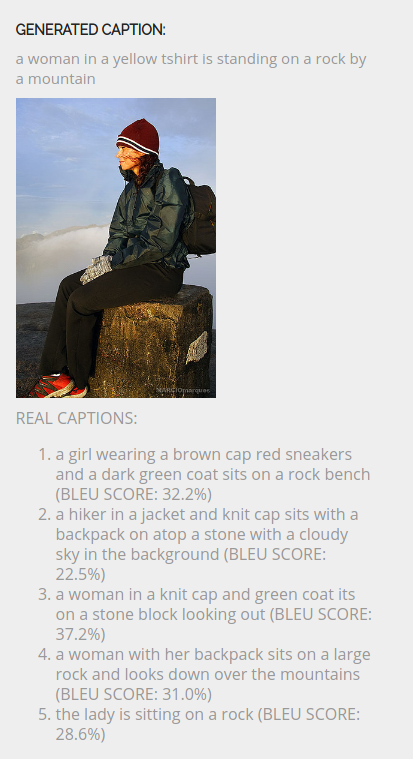 GENERATED CAPTION:
a woman in a yellow tshirt is standing on a rock by
a mountain
MARCIOmarques
REAL CAPTIONS:
1. a girl wearing a brown cap red sneakers
and a dark green coat sits on a rock bench
(BLEU SCORE: 32.2%)
2. a hiker in a jacket and knit cap sits with a
backpack on atop a stone with a cloudy
sky in the background (BLEU SCORE:
22.5%)
3. a woman in a knit cap and green coat its
on a stone block looking out (BLEU SCORE:
37.2%)
4. a woman with her backpack sits on a large
rock and looks down over the mountains
(BLEU SCORE: 31.0%)
5. the lady is sitting on a rock (BLEU SCORE:
28.6%)